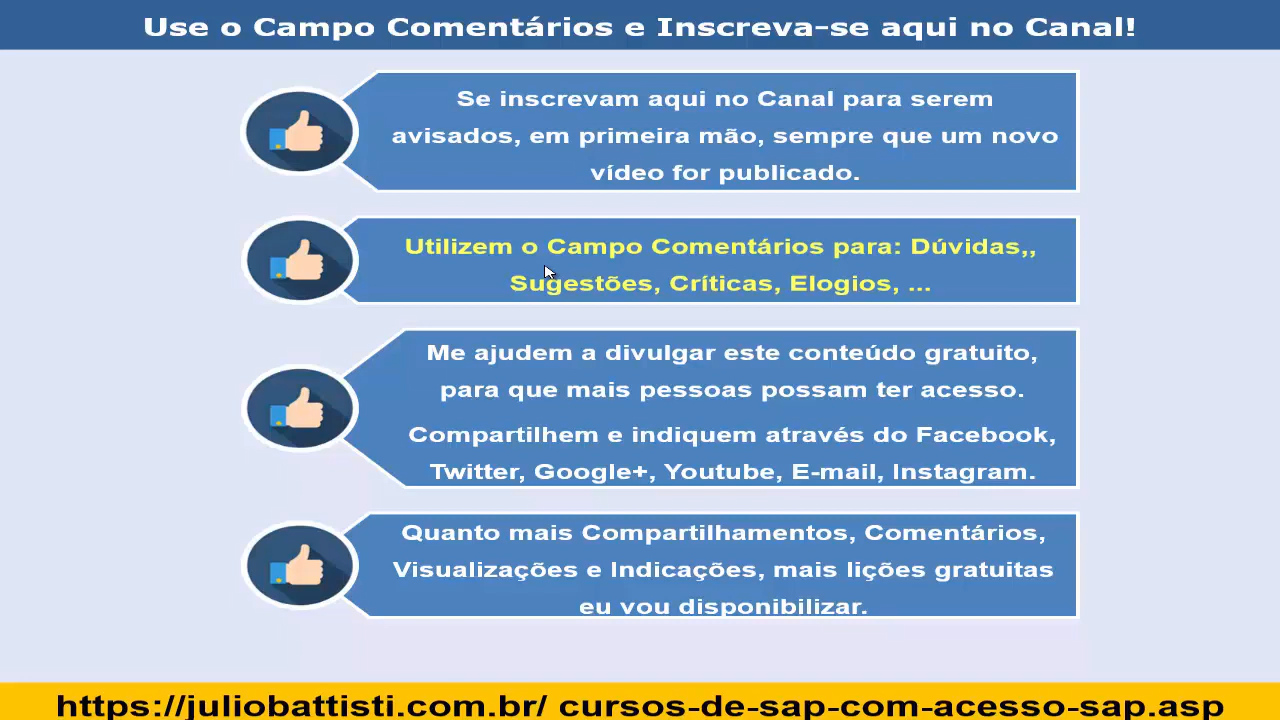 Use o Campo Comentários e Inscreva-se aqui no Canal!
Se inscrevam aqui no Canal para serem
avisados, em primeira mão, sempre que um novo
vídeo for publicado.
Utilizem o Campo Comentários para: Dúvidas,,
Sugestões, Críticas, Elogios, ...
Me ajudem a divulgar este conteúdo gratuito,
para que mais pessoas possam ter acesso.
Compartilhem e indiquem através do Facebook,
Twitter, Google+, Youtube, E-mail, Instagram.
Quanto mais Compartilhamentos, Comentários,
Visualizações e Indicações, mais lições gratuitas
eu vou disponibilizar.
https://juliobattisti.com.br/ cursos-de-sap-com-acesso-sap.asp